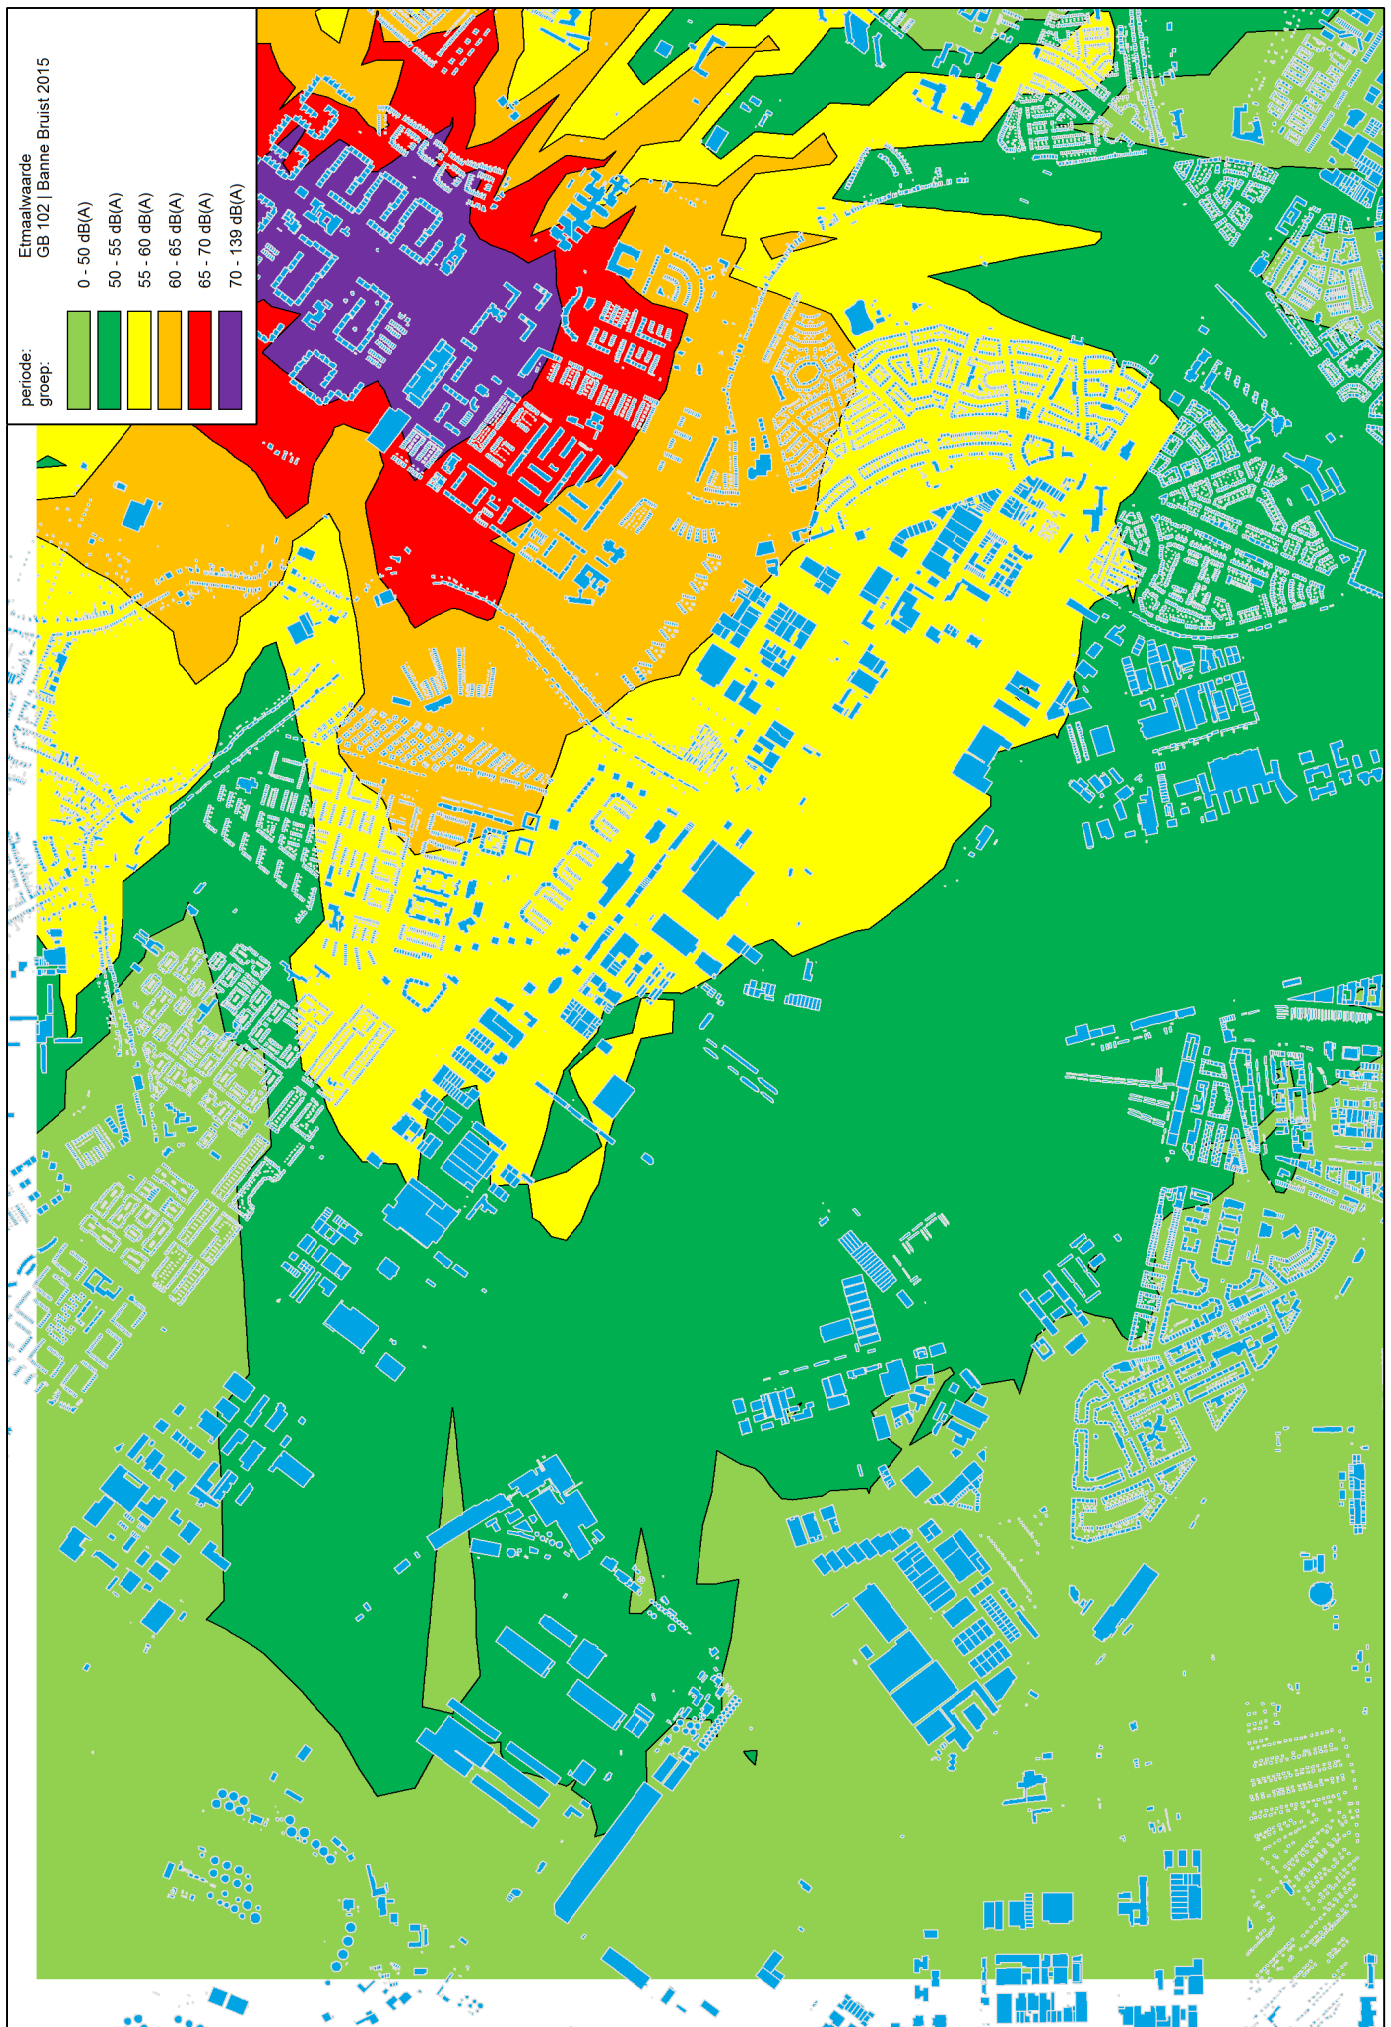 periode: Etmaalwaarde
groep: GB 102 | Banne Bruist 2015
0 - 50 dB(A)
50 - 55 dB(A)
55 - 60 dB(A)
60 - 65 dB(A)
65 - 70 dB(A)
70 - 139 dB(A)